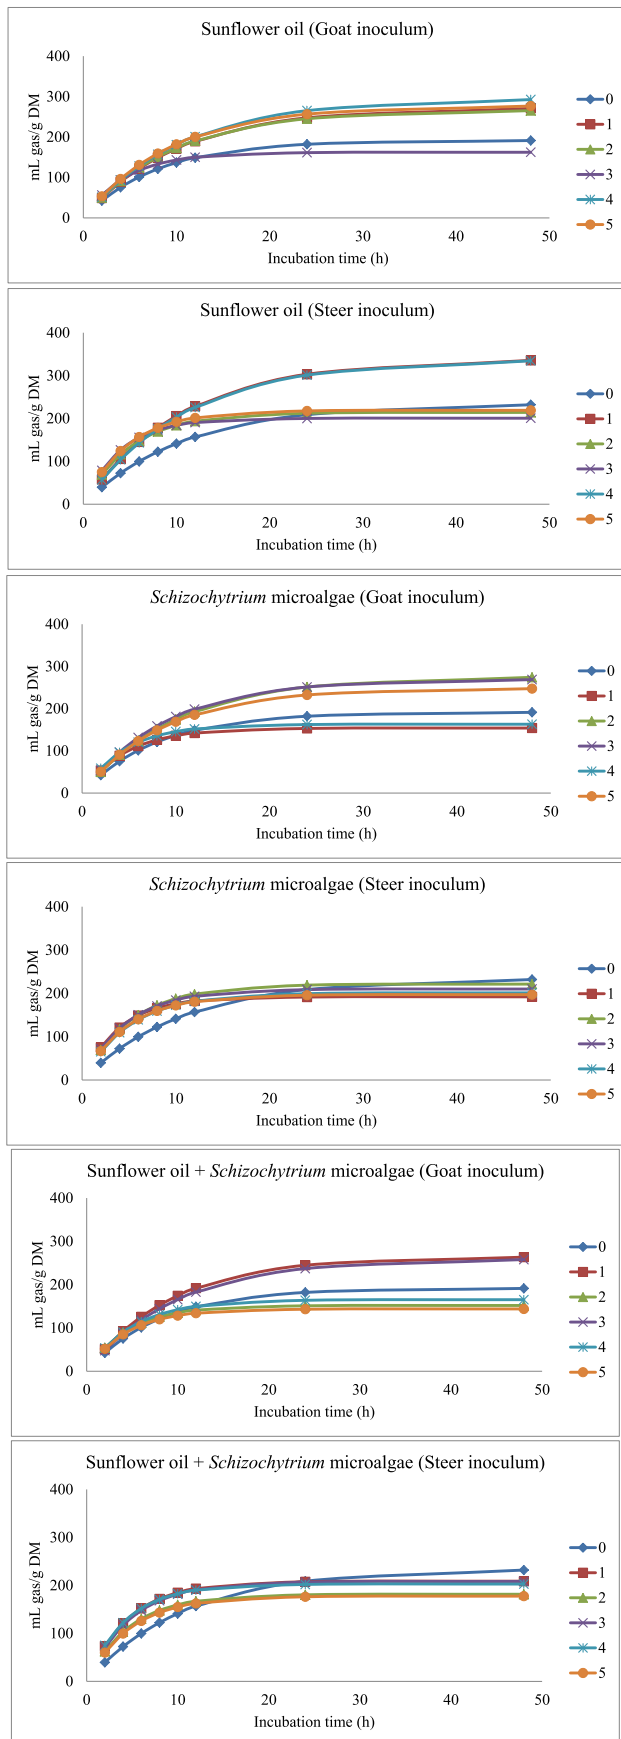 Sunflower oil (Goat inoculum)
400
300
200
100
0
mL gas/g DM
0 10 20 30 40 50
Incubation time (h)
0
1
2
3
4
5
Sunflower oil (Steer inoculum)
400
300
200
100
0
mL gas/g DM
0 10 20 30 40 50
Incubation time (h)
0
1
2
3
4
5
Schizochytrium microalgae (Goat inoculum)
400
300
200
100
0
mL gas/g DM
0 10 20 30 40 50
Incubation time (h)
0
1
2
3
4
5
Schizochytrium microalgae (Steer inoculum)
400
300
200
100
0
mL gas/g DM
0 10 20 30 40 50
Incubation time (h)
0
1
2
3
4
5
Sunflower oil + Schizochytrium microalgae (Goat inoculum)
400
300
200
100
0
mL gas/g DM
0 10 20 30 40 50
Incubation time (h)
0
1
2
3
4
5
Sunflower oil + Schizochytrium microalgae (Steer inoculum)
400
300
200
100
0
mL gas/g DM
0 10 20 30 40 50
Incubation time (h)
0
1
2
3
4
5